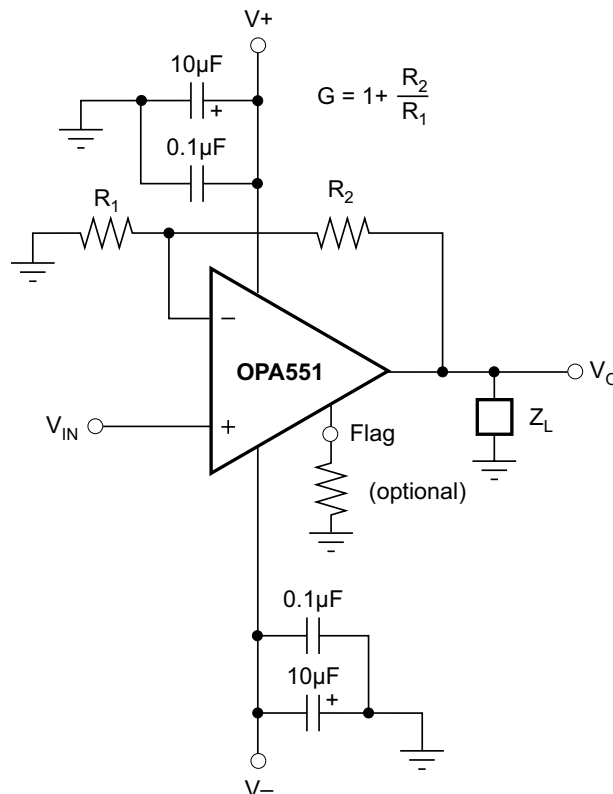 V+
10µF
+
G = 1+ R2
R1
0.1µF
R1
R2
–
OPA551
VO
VIN
+
Flag
ZL
(optional)
0.1µF
10µF
+
V–